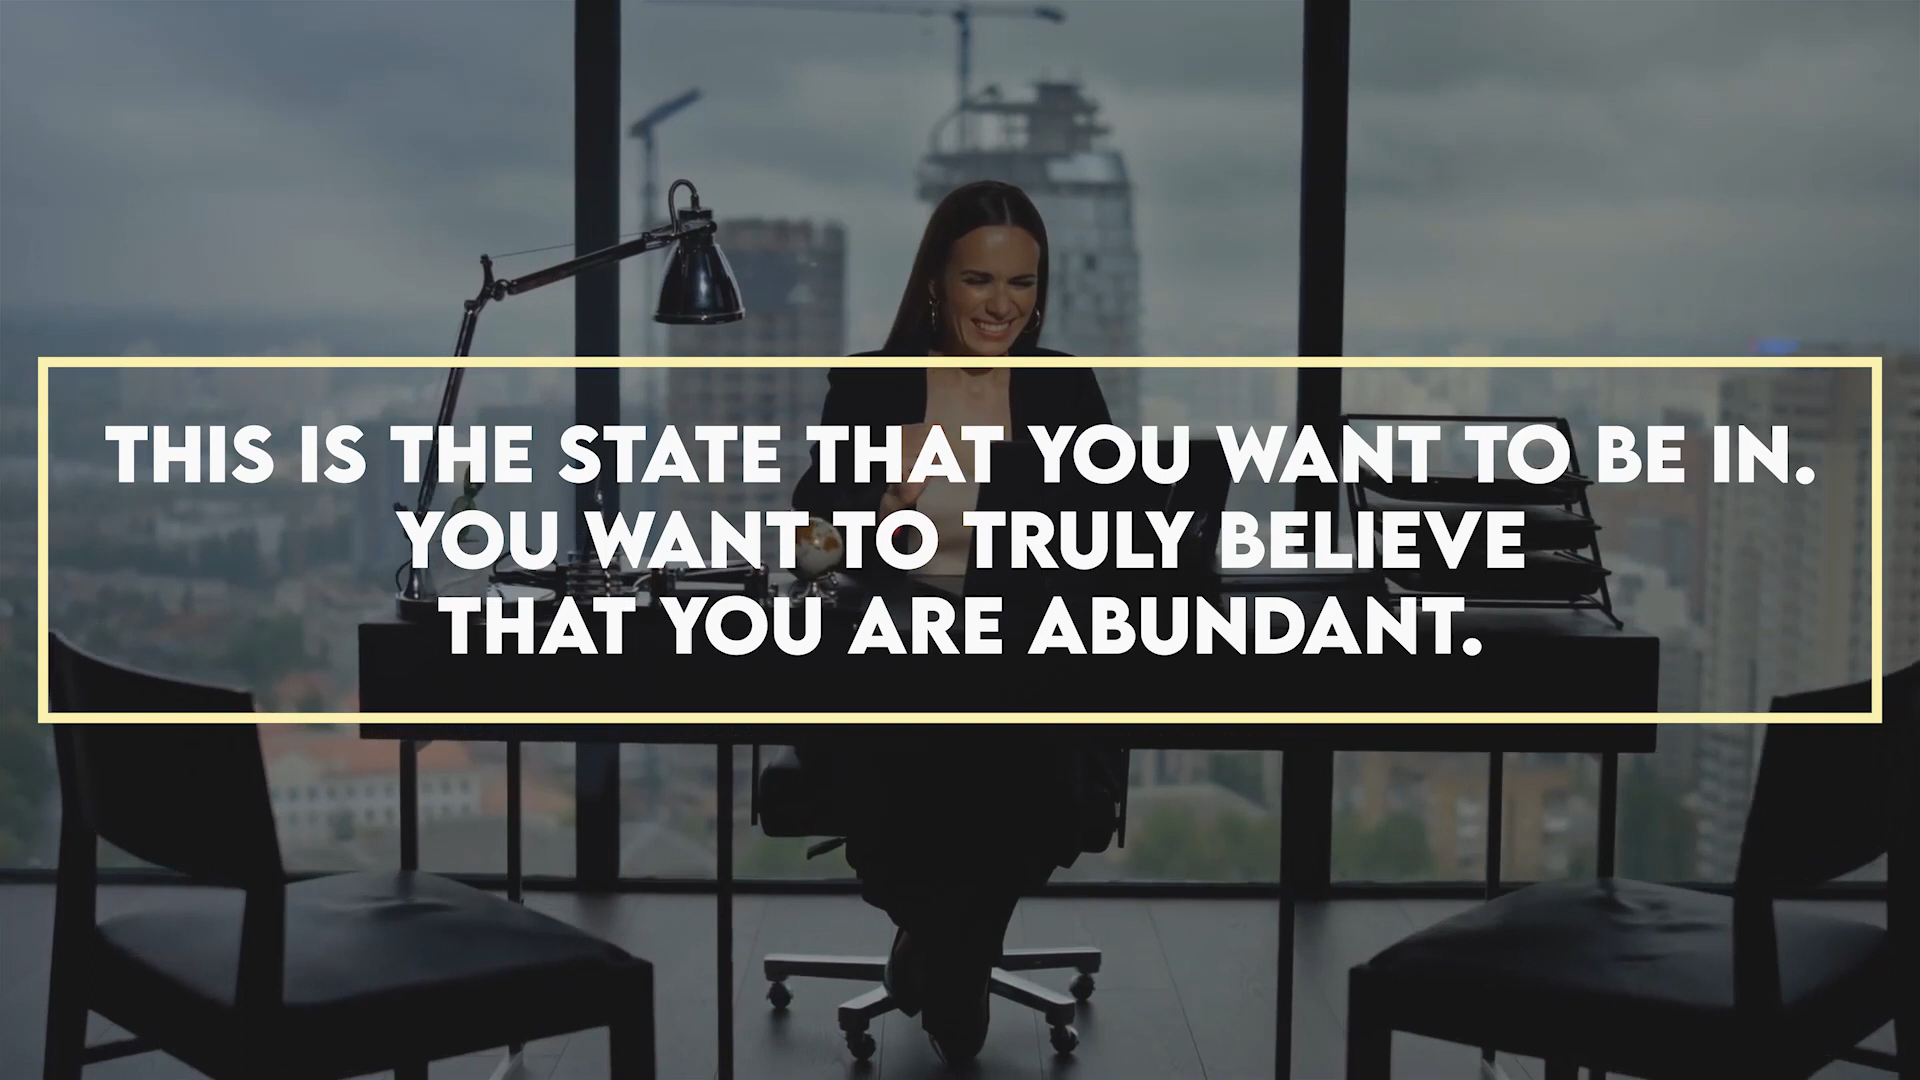 THIS IS THE STATE THAT YOU WANT TO BE IN.
YOU WANT TO TRULY BELIEVE
THAT YOU ARE ABUNDANT.